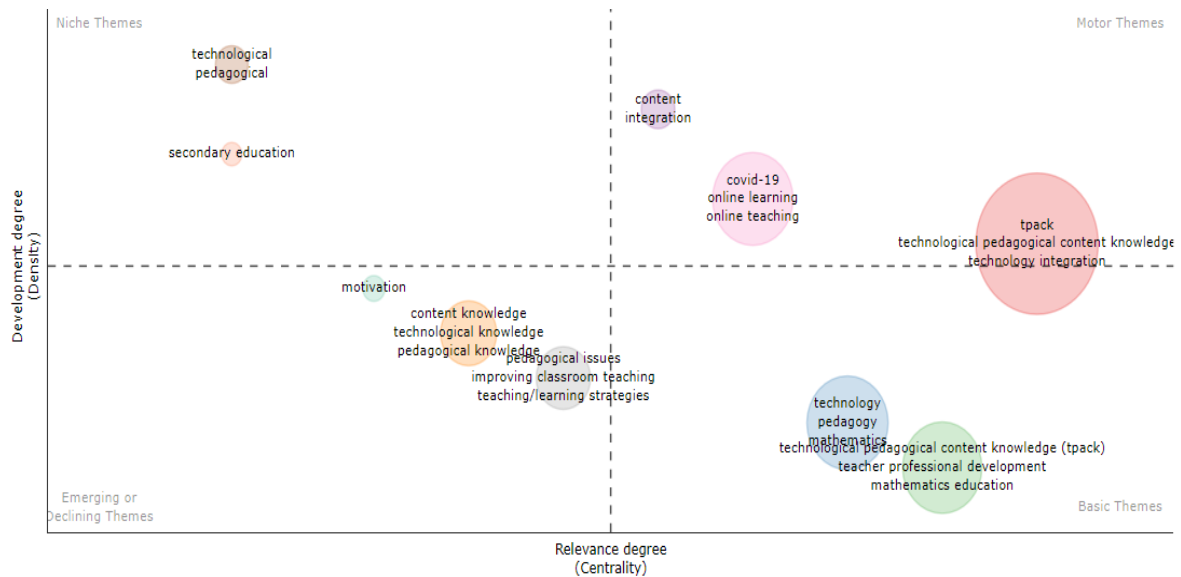 Niche Themes
Motor Themes
technological
pedagogical
content
integration
secondary education
covid-19
online learning
online teaching
tpack
technological pedagogical content knowledge
technology integration
Development degree
(Density)
motivation
content knowledge
technological knowledge
pedagogical knowledge
pedagogical issues
improving classroom teaching
teaching/learning strategies
technology
pedagogy
mathematics
technological pedagogical content knowledge (tpack)
teacher professional development
mathematics education
Emerging or
Declining Themes
Basic Themes
Relevance degree
(Centrality)